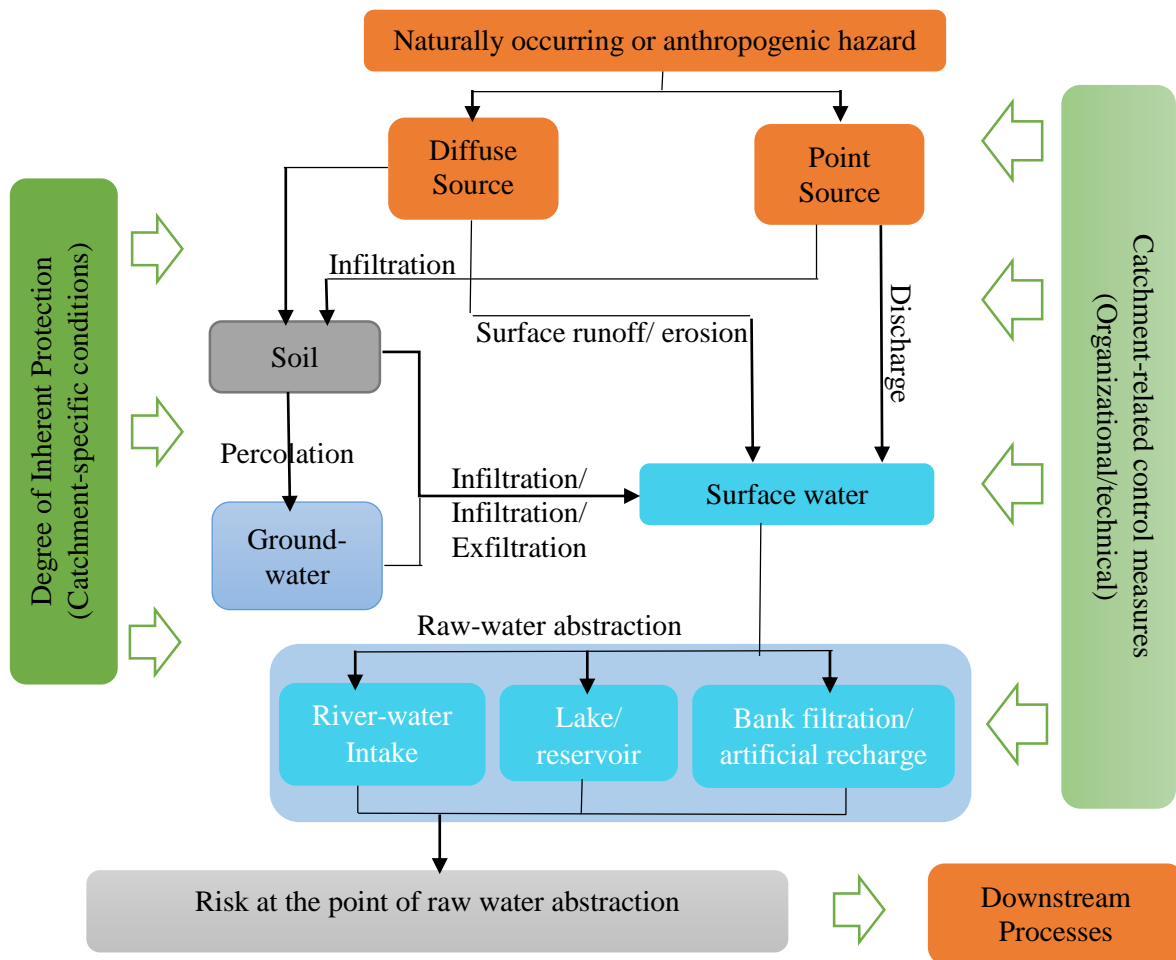 Naturally occurring or anthropogenic hazard
Diffuse
Source
Point
Source
Degree of Inherent Protection
(Catchment-specific conditions)
Catchment-related control measures
(Organizational/technical)
Infiltration
Surface runoff/ erosion
Discharge
Soil
Percolation
Infiltration/
Infiltration/
Exfiltration
Surface water
Ground-
water
Raw-water abstraction
River-water
Intake
Lake/
reservoir
Bank filtration/
artificial recharge
Risk at the point of raw water abstraction
Downstream
Processes